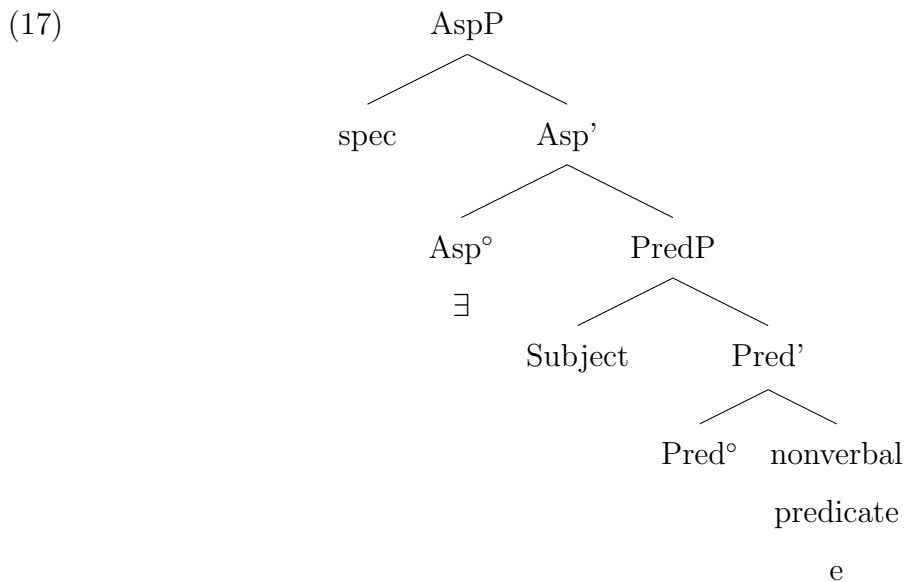 (17) AspP
spec Asp’
Asp° PredP
∃
Subject Pred’
Pred° nonverbal
predicate
e